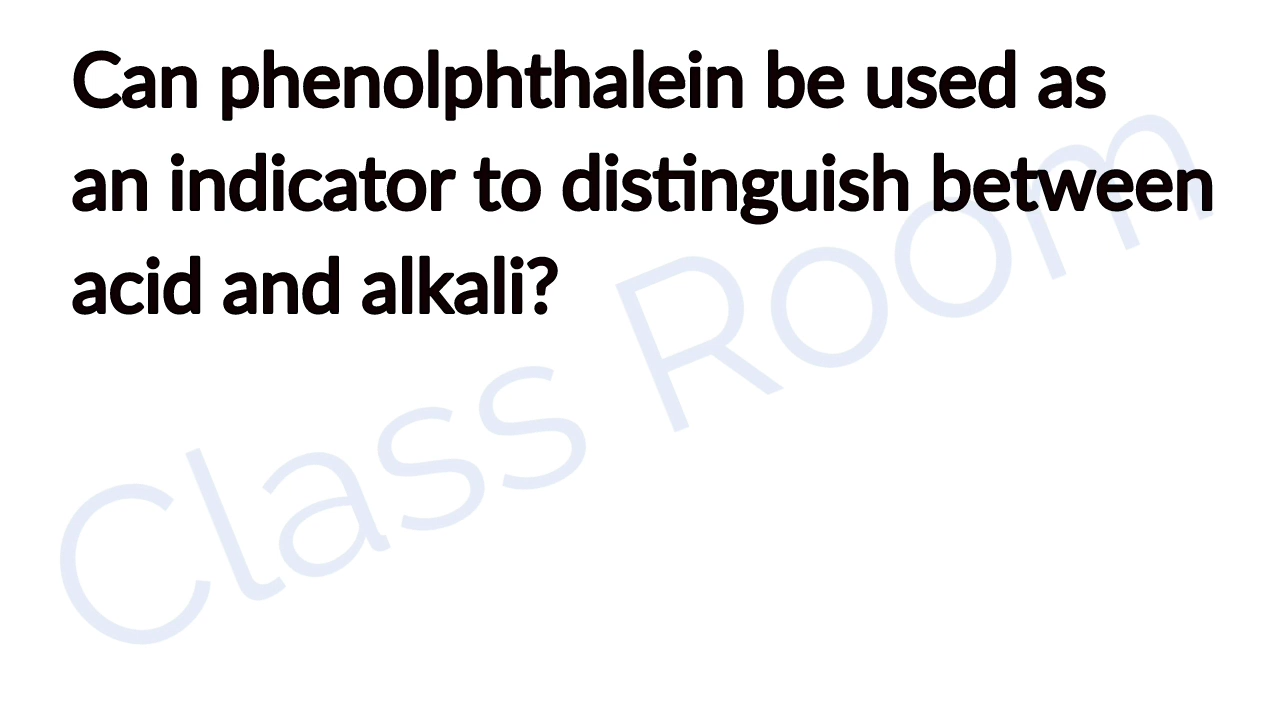 Can phenolphthalein be used as
an indicator to distinguish between
acid and alkali?
Class Room